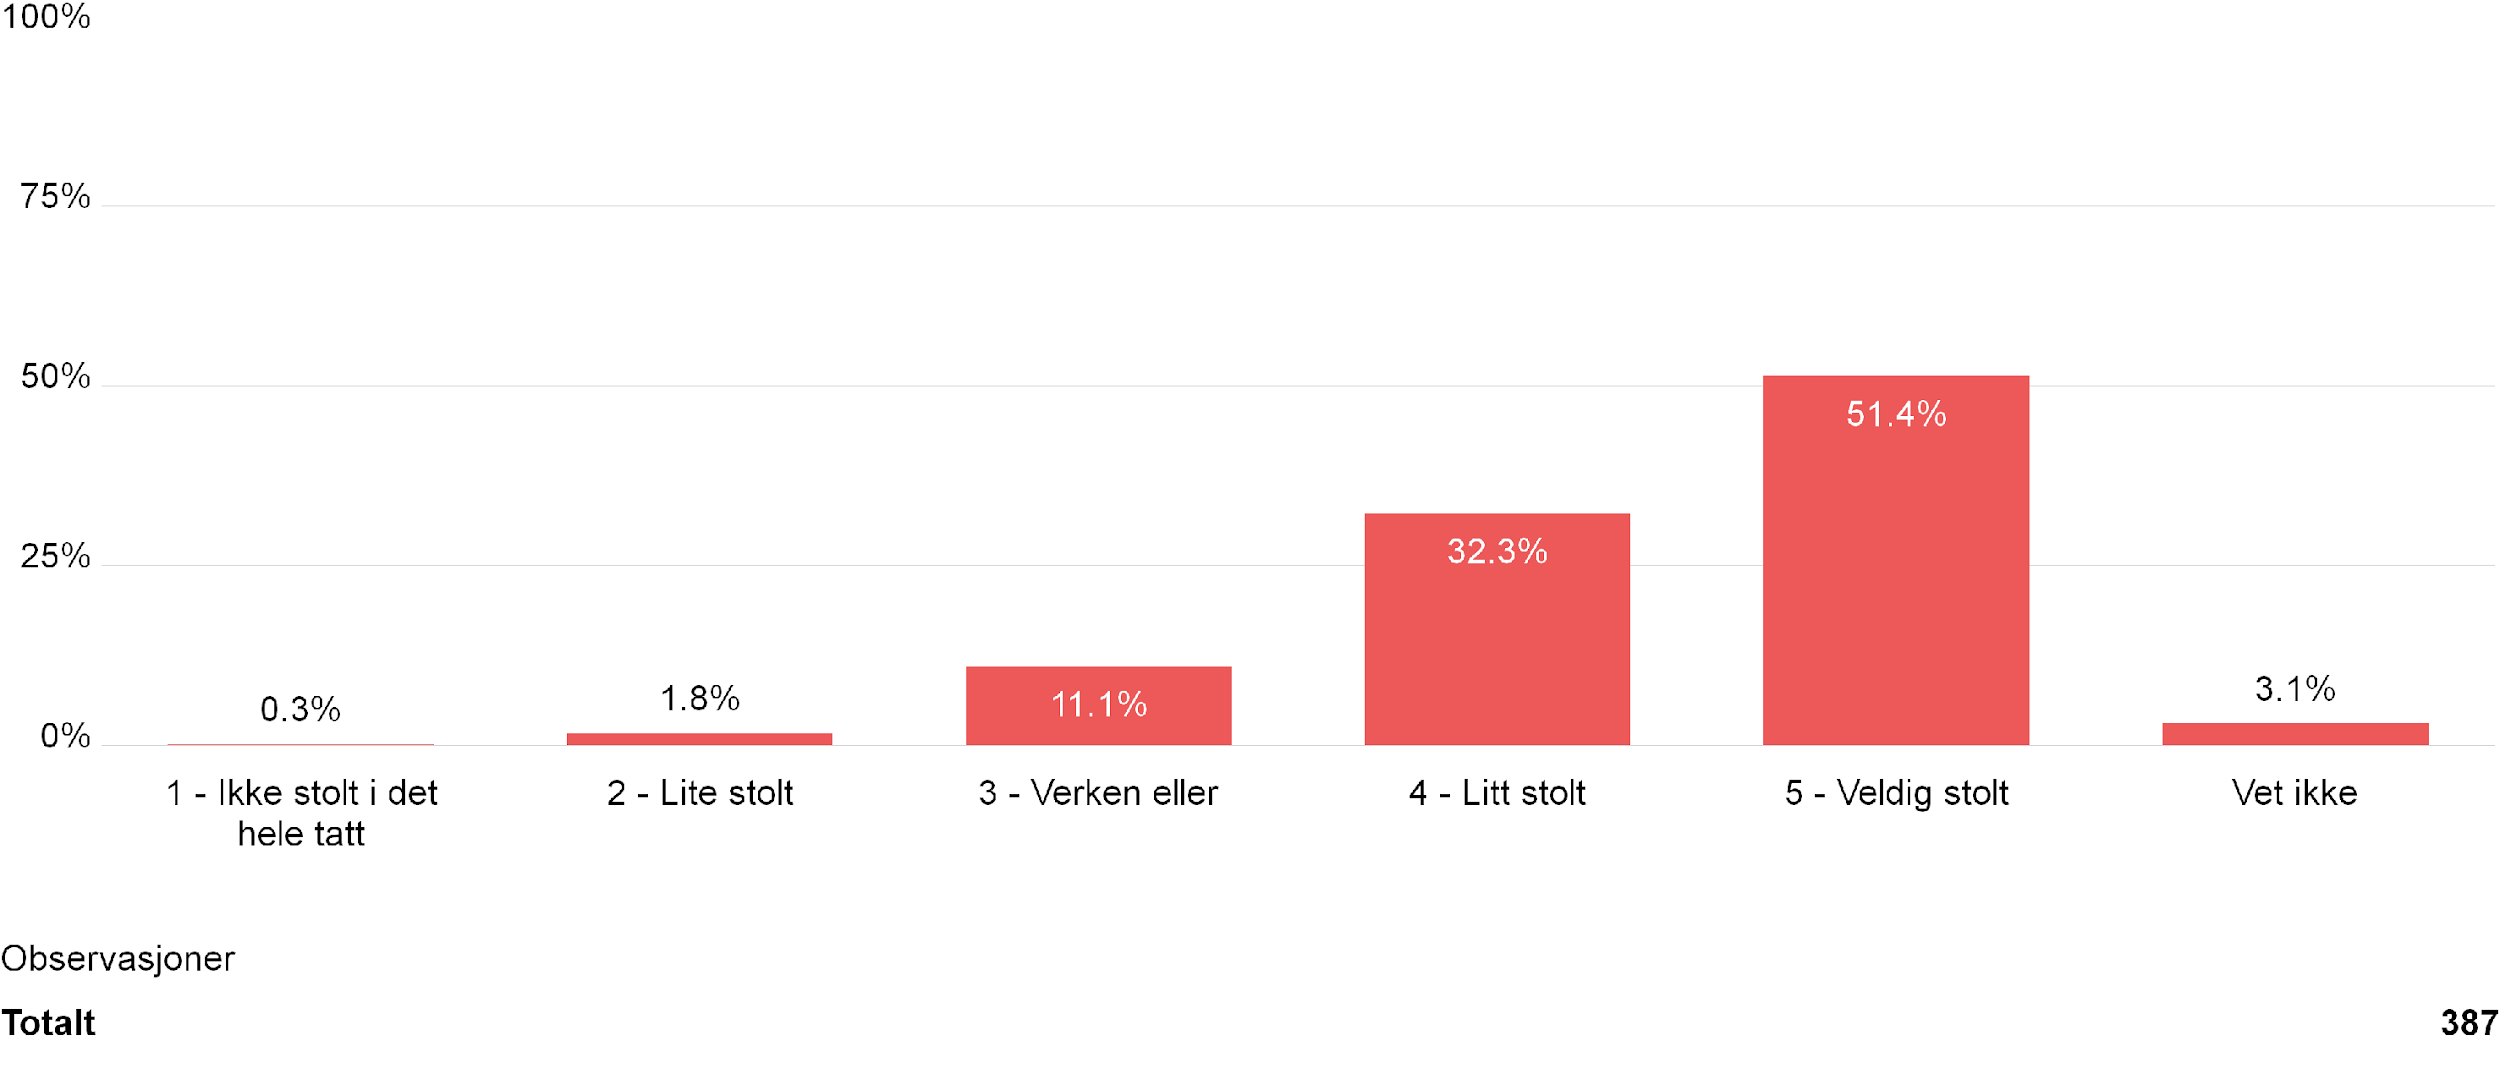 100%
75%
50%
25%
0%
0.3%
1.8%
11.1%
32.3%
51.4%
3.1%
1 - Ikke stolt i det
hele tatt
2 - Lite stolt
3 - Verken eller
4 - Litt stolt
5 - Veldig stolt
Vet ikke
Observasjoner
Totalt 387